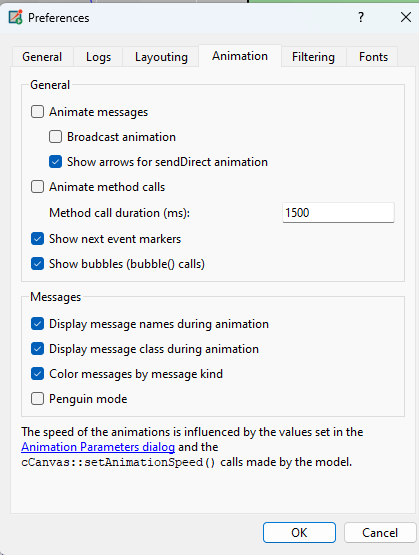 Preferences
?
General
Logs
Layouting
Animation
Filtering
Fonts
General
Animate messages
Broadcast animation
Show arrows for sendDirect animation
Animate method calls
Method call duration (ms): 1500
Show next event markers
Show bubbles (bubble() calls)
Messages
Display message names during animation
Display message class during animation
Color messages by message kind
Penguin mode
The speed of the animations is influenced by the values set in the
Animation Parameters dialog and the
cCanvas::setAnimationSpeed() calls made by the model.
OK
Cancel